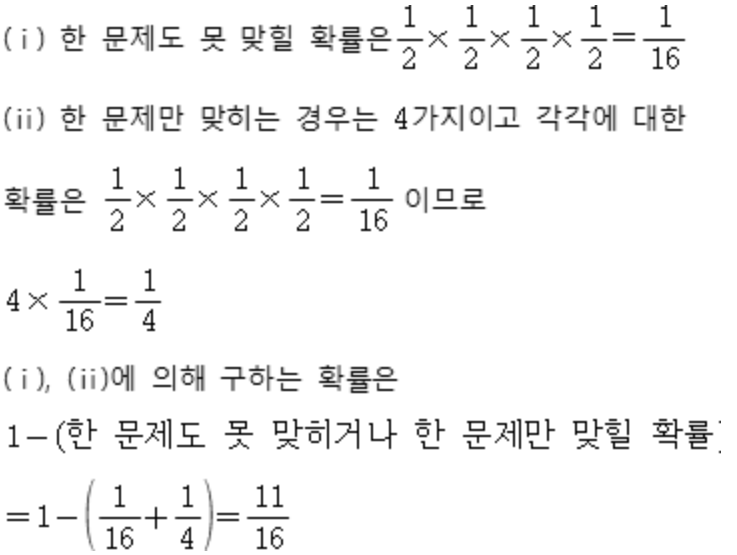 (ⅰ) 한 문제도 못 맞힐 확률은 1/2 × 1/2 × 1/2 × 1/2 = 1/16
(ⅱ) 한 문제만 맞히는 경우는 4가지이고 각각에 대한
확률은 1/2 × 1/2 × 1/2 × 1/2 = 1/16 이므로
4 × 1/16 = 1/4
(ⅰ), (ⅱ)에 의해 구하는 확률은
1-(한 문제도 못 맞히거나 한 문제만 맞힐 확률)
=1-(1/16 + 1/4)= 11/16